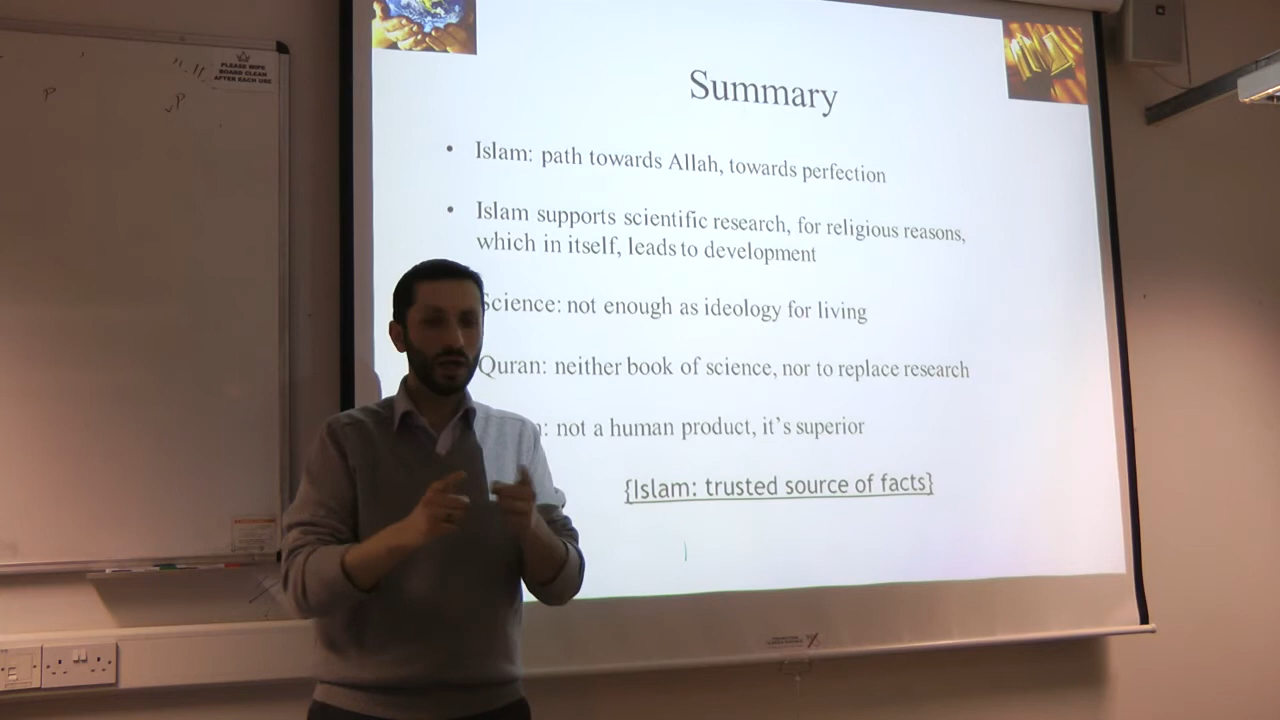 PLEASE WIPE
BOARD CLEAN
AFTER EACH USE
P
P
Summary
• Islam: path towards Allah, towards perfection
• Islam supports scientific research, for religious reasons,
which in itself, leads to development
Science: not enough as ideology for living
Quran: neither book of science, nor to replace research
: not a human product, it's superior
{Islam: trusted source of facts}